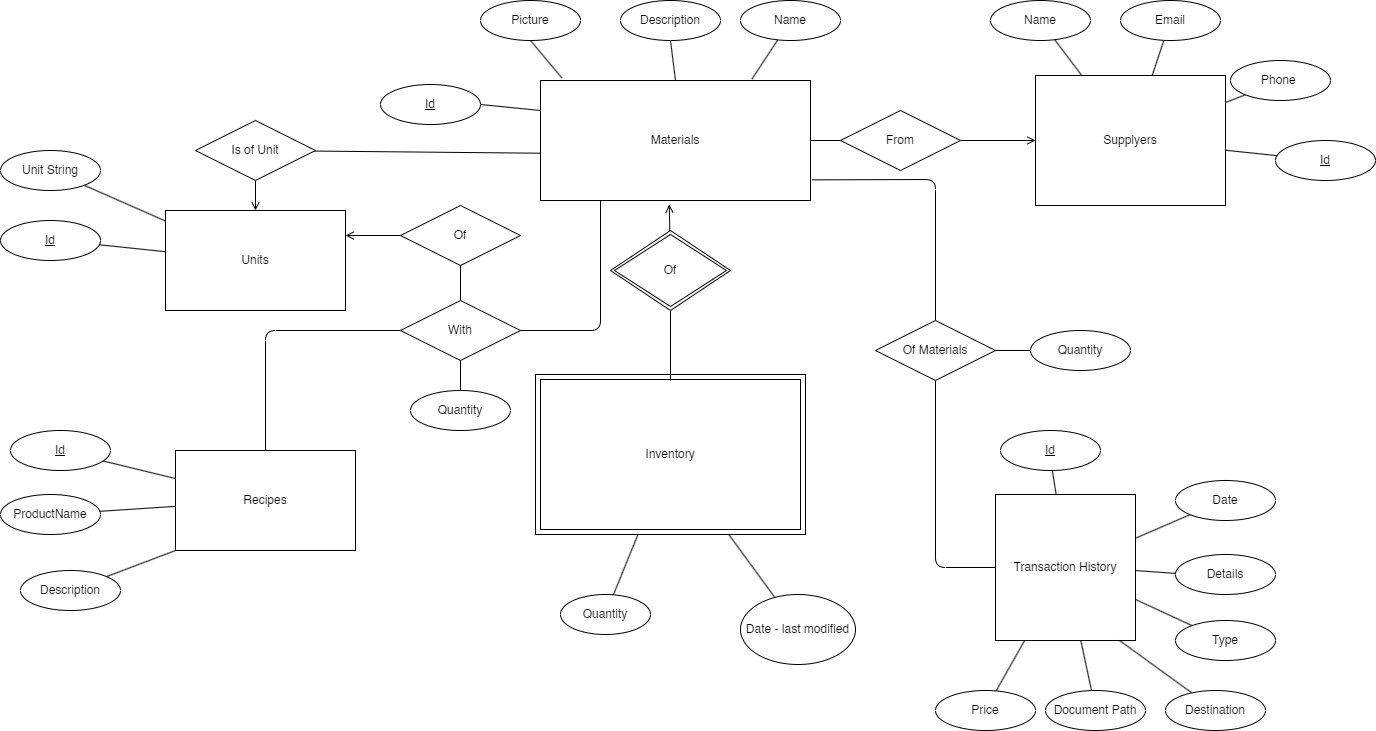 Picture
Description
Name
Name
Email
Phone
Id
Materials
From
Supplyers
Id
Is of Unit
Unit String
Id
Units
Of
Of
With
Quantity
Of Materials
Quantity
Id
ProductName
Description
Recipes
Inventory
Quantity
Date - last modified
Id
Date
Transaction History
Details
Type
Price
Document Path
Destination